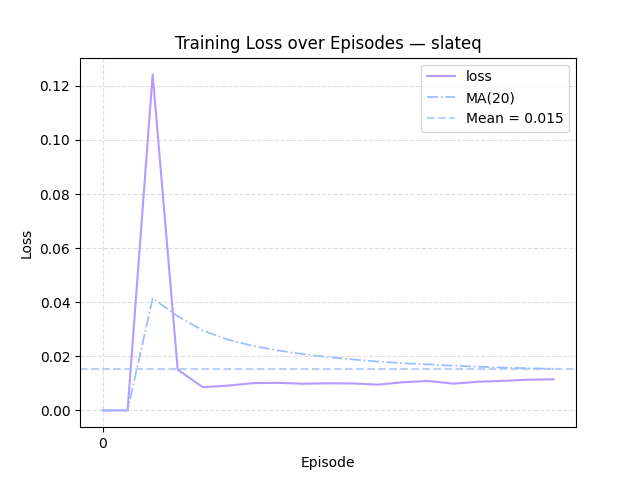 Training Loss over Episodes — slateq
loss
MA(20)
Mean = 0.015
0.12
0.10
0.08
0.06
0.04
0.02
0.00
Loss
0
Episode